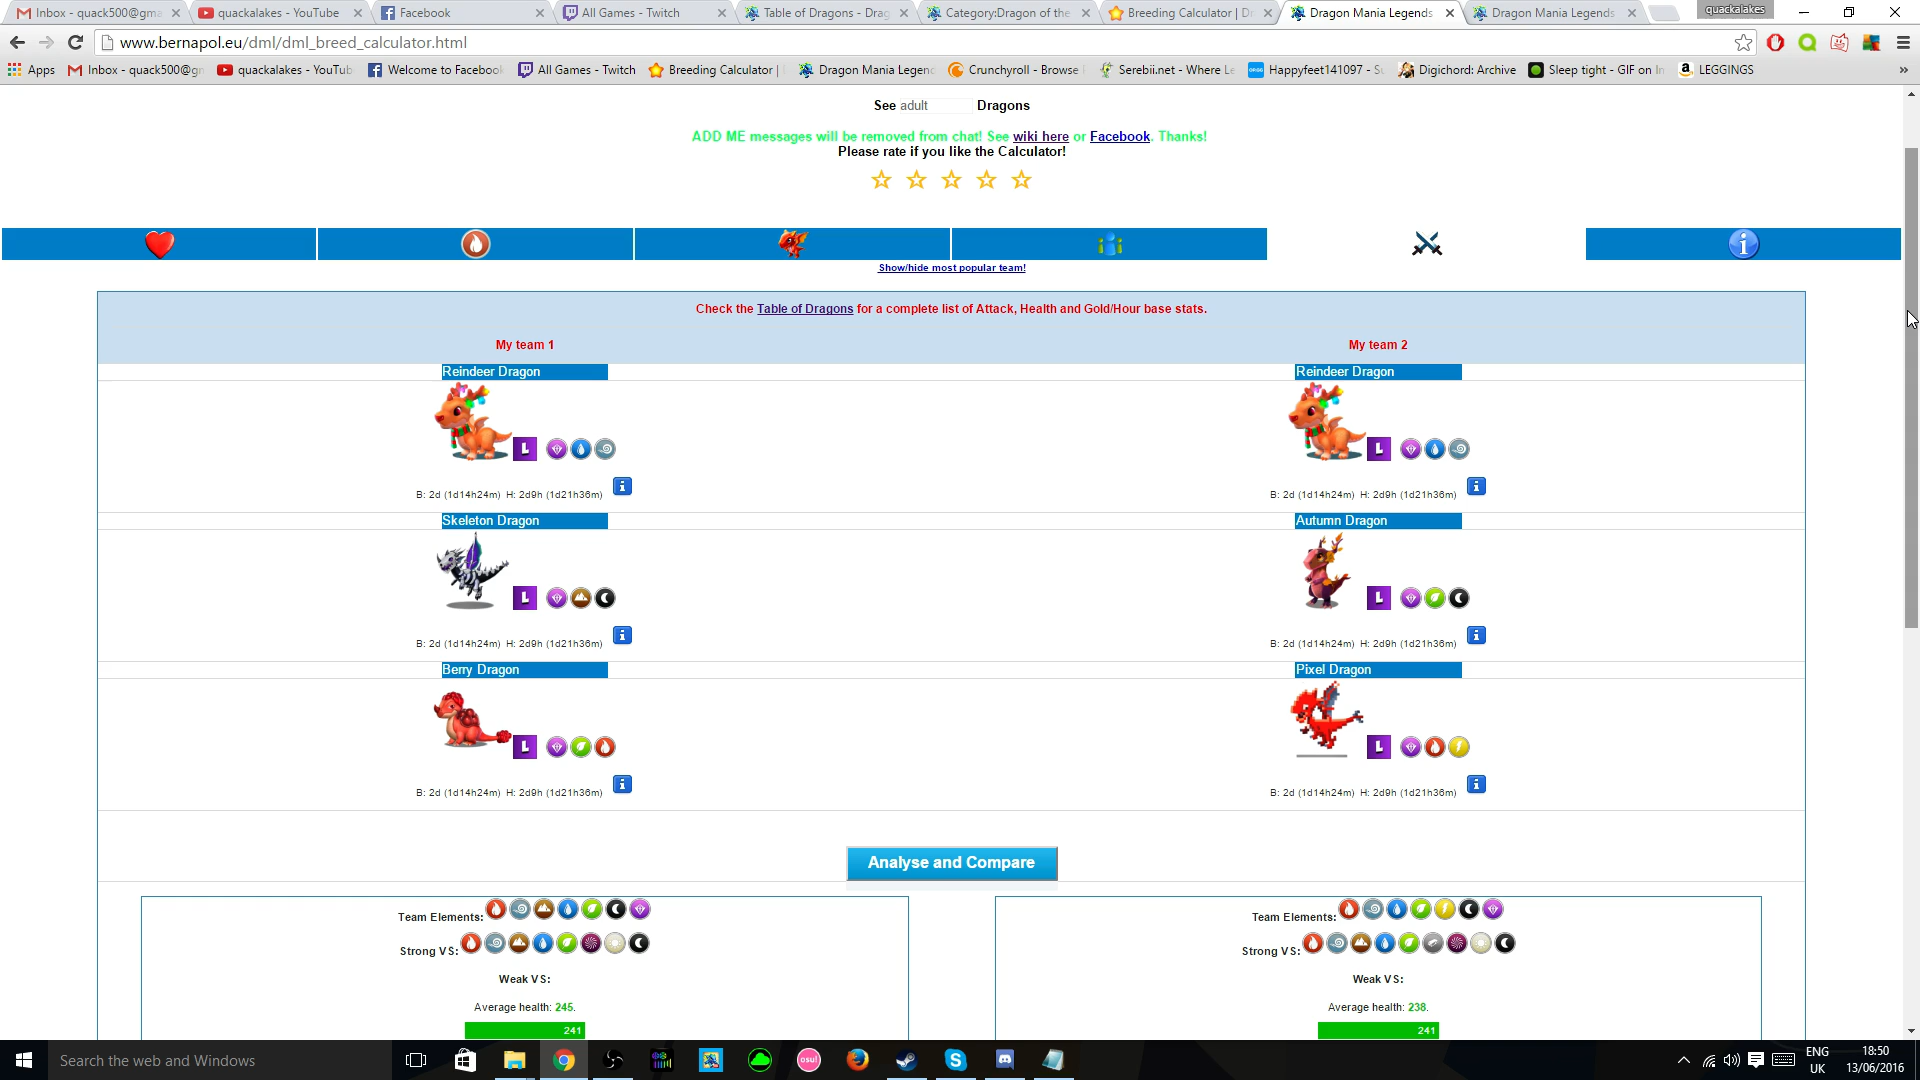 Inbox - quack500@gma
quackalakes - YouTube
Facebook
All Games - Twitch
Table of Dragons - Drag
Category:Dragon of the
Breeding Calculator | Dr
Dragon Mania Legends
Dragon Mania Legends
quackalakes
www.bernapol.eu/dml/dml_breed_calculator.html
Apps
Inbox - quack500@gm
quackalakes - YouTub
Welcome to Facebook
All Games - Twitch
Breeding Calculator |
Dragon Mania Legend
Crunchyroll - Browse
Serebii.net - Where Le
Happyfeet141097 - Su
Digichord: Archive
Sleep tight - GIF on Im
LEGGINGS
»
See adult Dragons
ADD ME messages will be removed from chat! See wiki here or Facebook. Thanks!
Please rate if you like the Calculator!
Show/hide most popular team!
Check the Table of Dragons for a complete list of Attack, Health and Gold/Hour base stats.
My team 1
My team 2
Reindeer Dragon
Reindeer Dragon
L
L
B: 2d (1d14h24m) H: 2d9h (1d21h36m)
B: 2d (1d14h24m) H: 2d9h (1d21h36m)
Skeleton Dragon
Autumn Dragon
L
L
B: 2d (1d14h24m) H: 2d9h (1d21h36m)
B: 2d (1d14h24m) H: 2d9h (1d21h36m)
Berry Dragon
Pixel Dragon
L
L
B: 2d (1d14h24m) H: 2d9h (1d21h36m)
B: 2d (1d14h24m) H: 2d9h (1d21h36m)
Analyse and Compare
Team Elements:
Team Elements:
Strong VS:
Strong VS:
Weak VS:
Weak VS:
Average health: 245.
Average health: 238.
241
241
Search the web and Windows
osu!
ENG
UK
18:50
13/06/2016